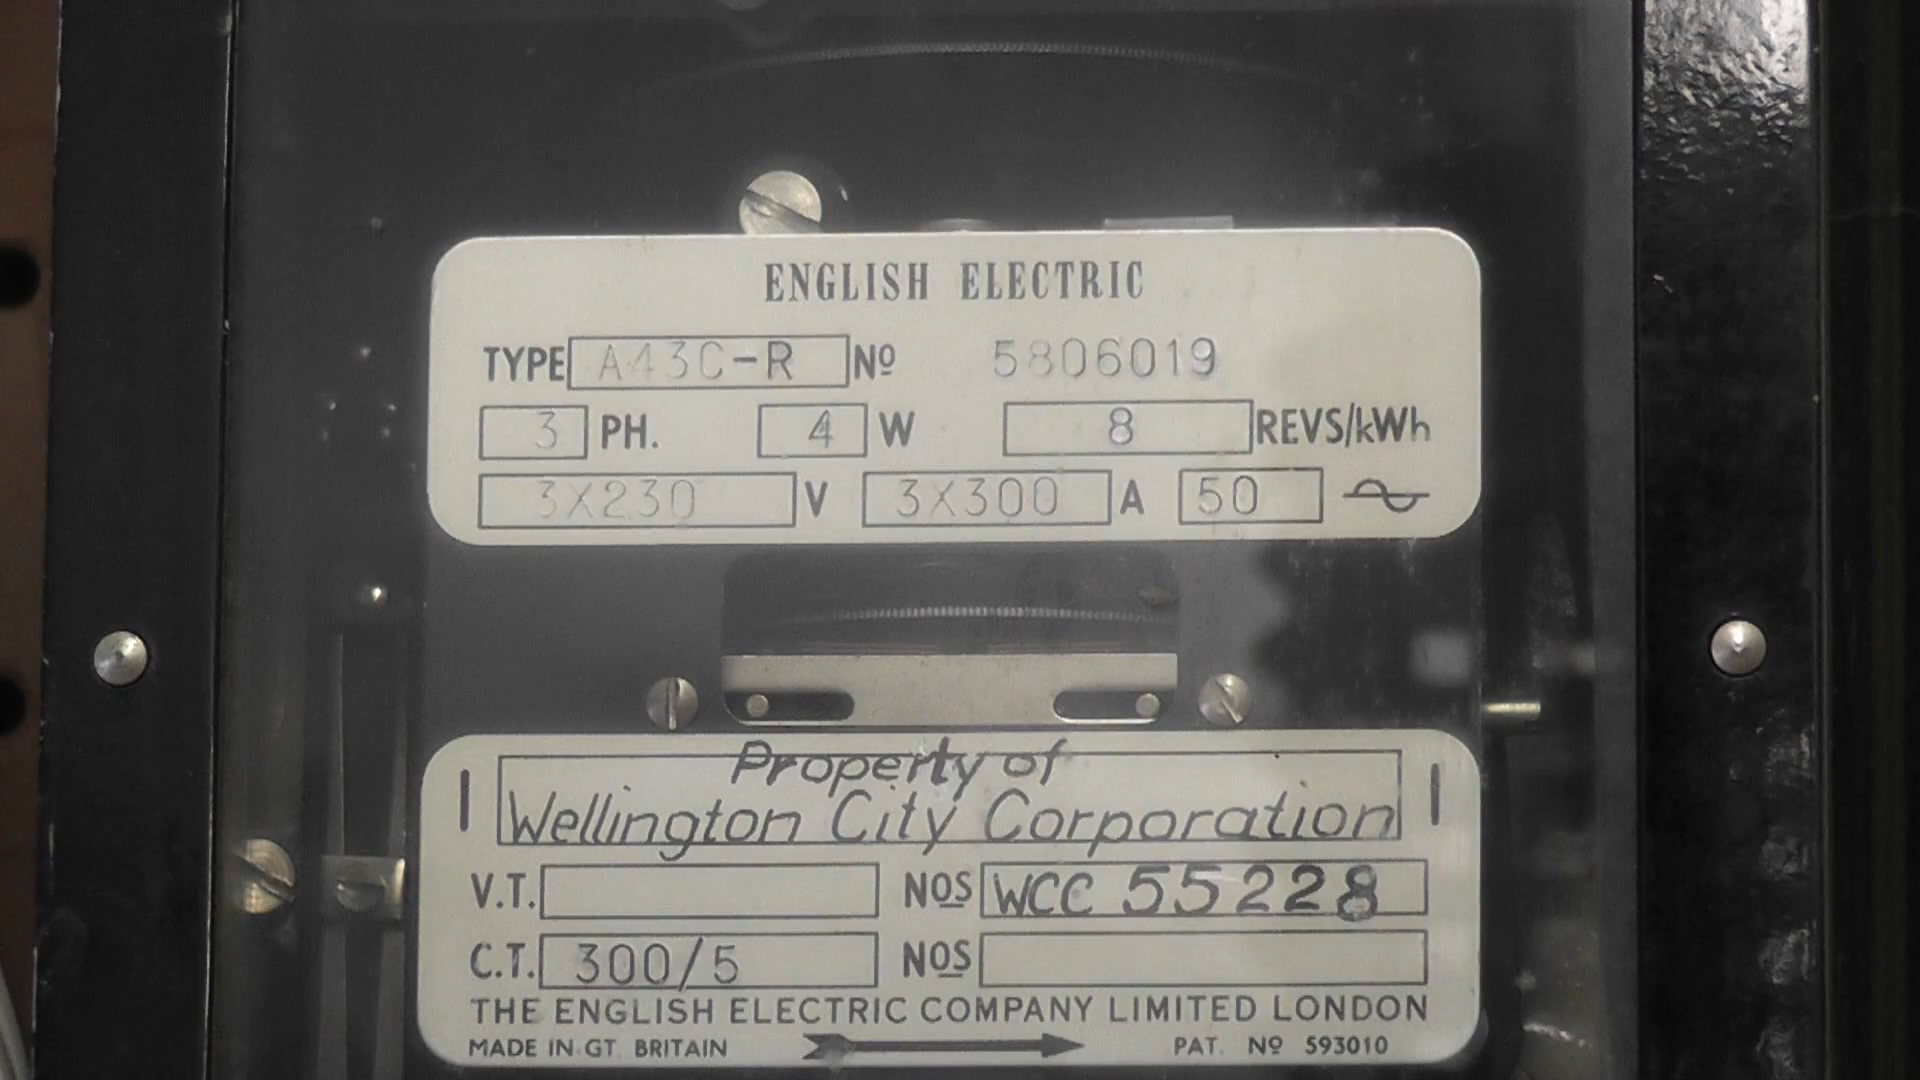 ENGLISH ELECTRIC
TYPE A43C-R Nº 5806019
3 PH. 4 W 8 REVS/kWh
3X230 V 3X300 A 50
Property of
Wellington City Corporation
V.T. NOS WCC 55228
C.T. 300/5 NOS
THE ENGLISH ELECTRIC COMPANY LIMITED LONDON
MADE IN GT. BRITAIN PAT. Nº 593010